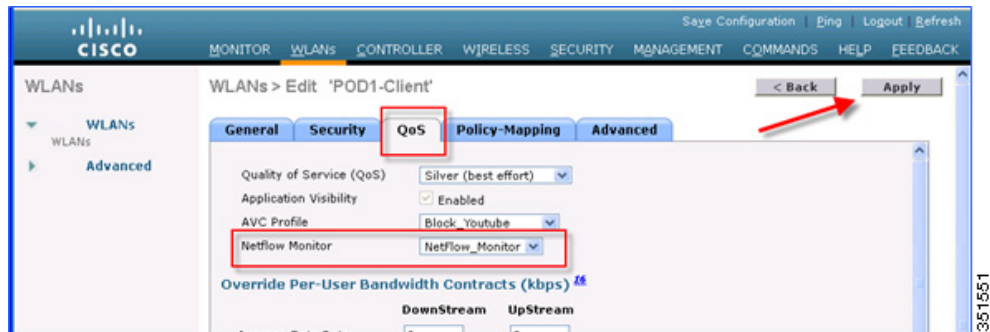 Save Configuration | Ping | Logout | Refresh
CISCO
MONITOR WLANs CONTROLLER WIRELESS SECURITY MANAGEMENT COMMANDS HELP FEEDBACK
WLANs
WLANs > Edit 'POD1-Client'
< Back
Apply
WLANs
WLANs
Advanced
General Security QoS Policy-Mapping Advanced
Quality of Service (QoS) Silver (best effort)
Application Visibility Enabled
AVC Profile Block_Youtube
Netflow Monitor NetFlow_Monitor
Override Per-User Bandwidth Contracts (kbps) 16
DownStream UpStream
351551